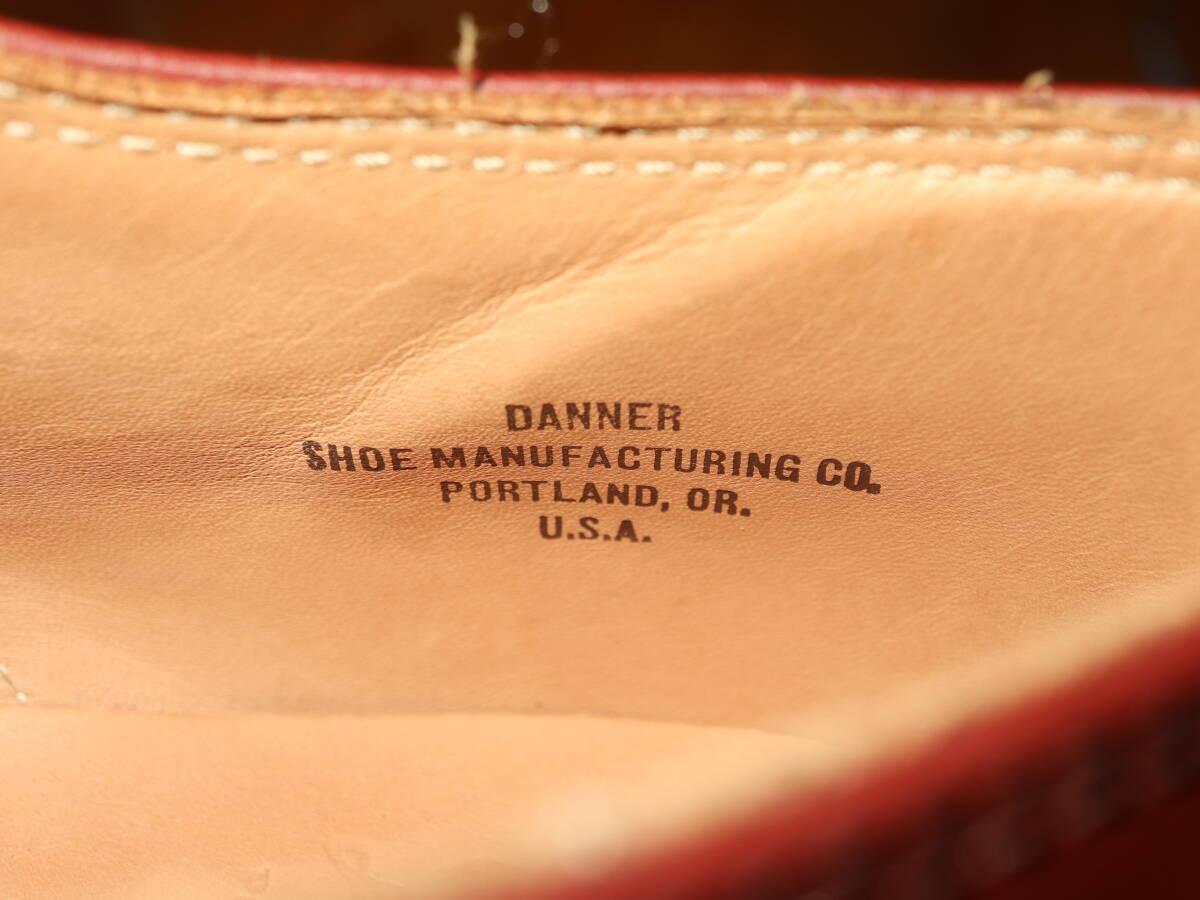 DANNER
SHOE MANUFACTURING CO.
PORTLAND, OR.
U.S.A.